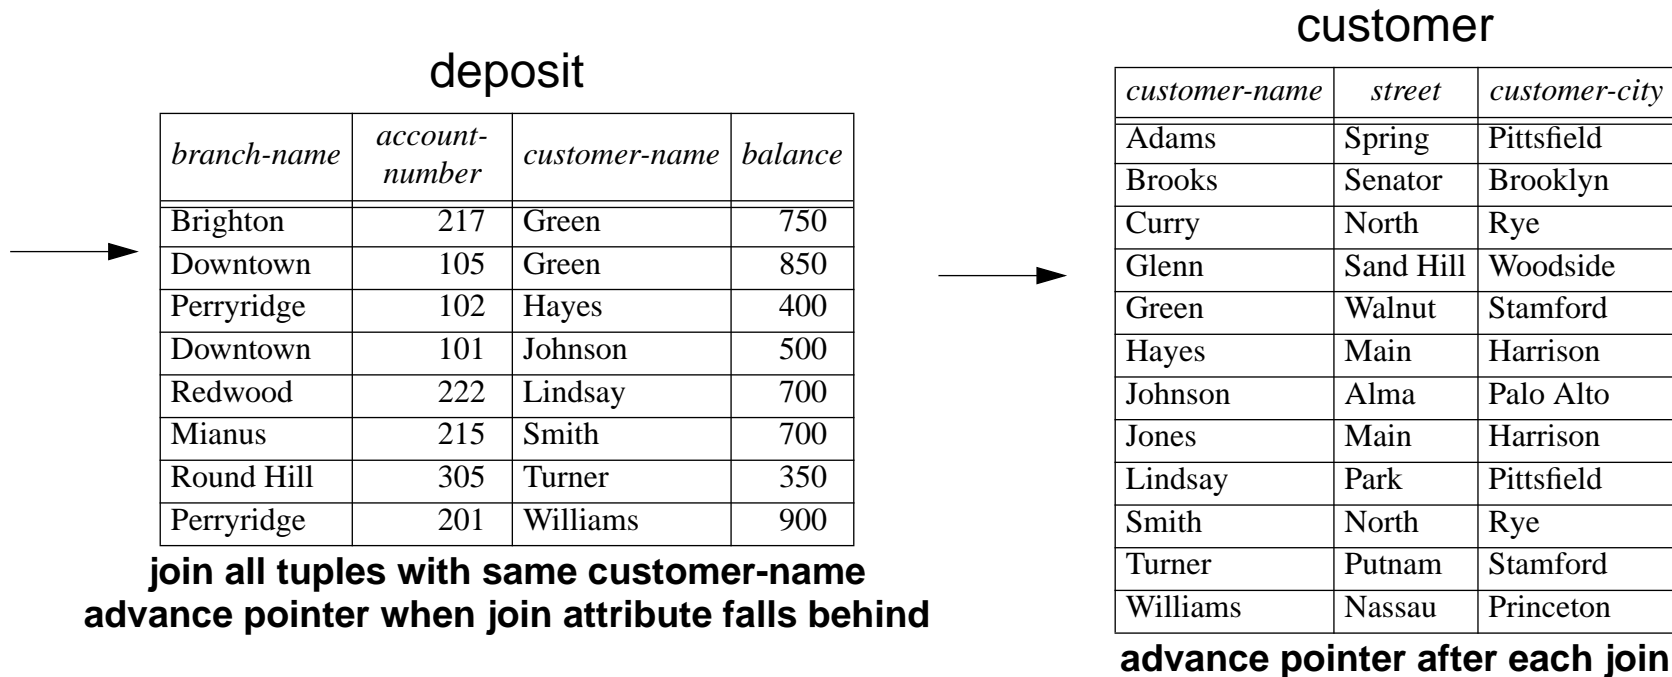 deposit
branch-name account-number customer-name balance
Brighton 217 Green 750
Downtown 105 Green 850
Perryridge 102 Hayes 400
Downtown 101 Johnson 500
Redwood 222 Lindsay 700
Mianus 215 Smith 700
Round Hill 305 Turner 350
Perryridge 201 Williams 900
join all tuples with same customer-name
advance pointer when join attribute falls behind
customer
customer-name street customer-city
Adams Spring Pittsfield
Brooks Senator Brooklyn
Curry North Rye
Glenn Sand Hill Woodside
Green Walnut Stamford
Hayes Main Harrison
Johnson Alma Palo Alto
Jones Main Harrison
Lindsay Park Pittsfield
Smith North Rye
Turner Putnam Stamford
Williams Nassau Princeton
advance pointer after each join